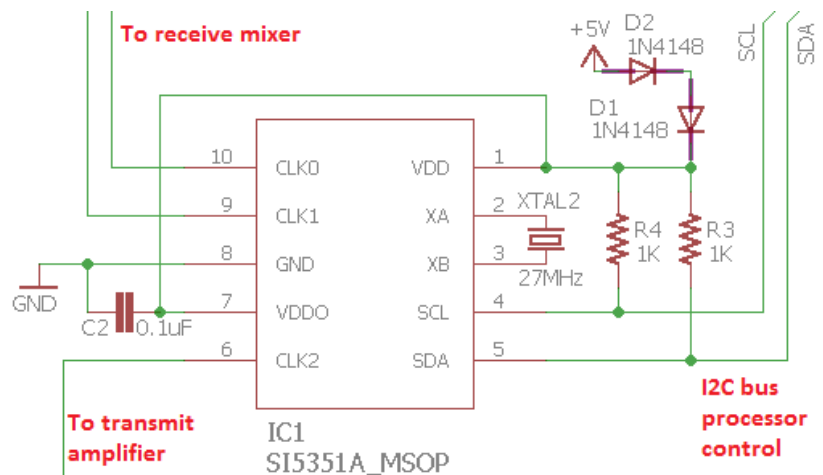 To receive mixer
+5V
D2
1N4148
SCL
SDA
D1
1N4148
10 CLK0 VDD 1
9 CLK1 XA 2
XTAL2
8 GND XB 3
27MHz
R4
1K
R3
1K
GND
C2 0.1uF
7 VDDO SCL 4
6 CLK2 SDA 5
To transmit
amplifier
IC1
SI5351A_MSOP
I2C bus
processor
control